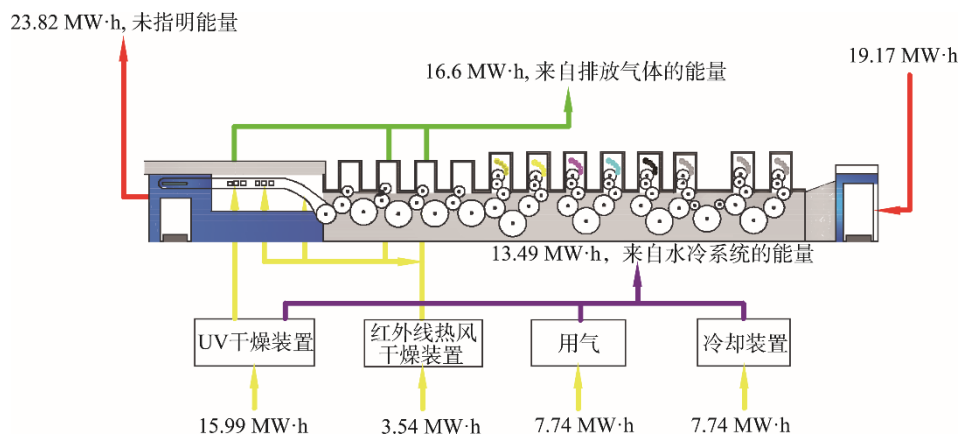 23.82 MW·h, 未指明能量
16.6 MW·h, 来自排放气体的能量
19.17 MW·h
13.49 MW·h，来自水冷系统的能量
UV干燥装置
红外线热风
干燥装置
用气
冷却装置
15.99 MW·h
3.54 MW·h
7.74 MW·h
7.74 MW·h